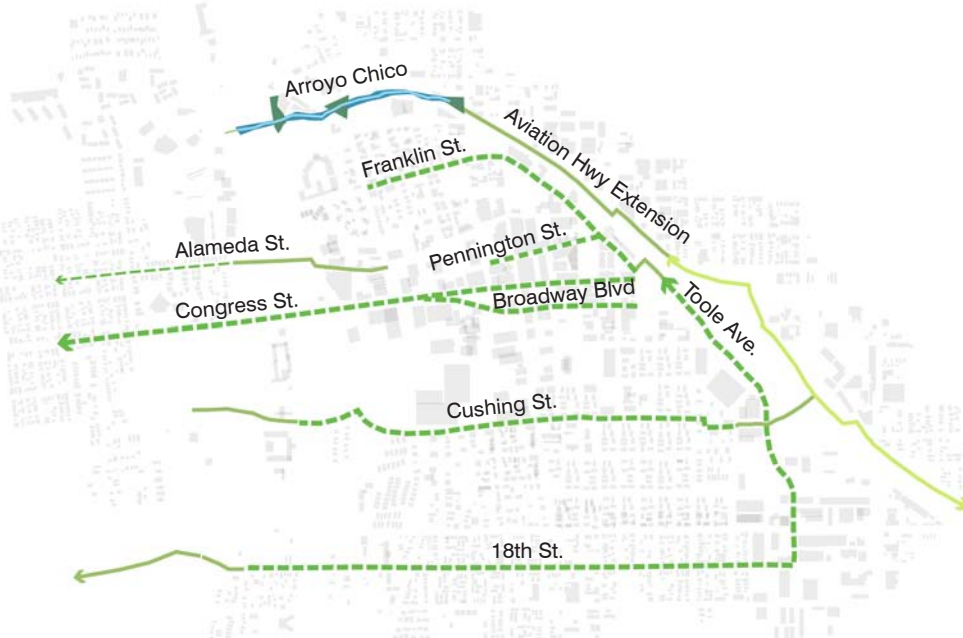 Arroyo Chico
Aviation Hwy Extension
Franklin St.
Pennington St.
Alameda St.
Broadway Blvd
Congress St.
Toole Ave.
Cushing St.
18th St.